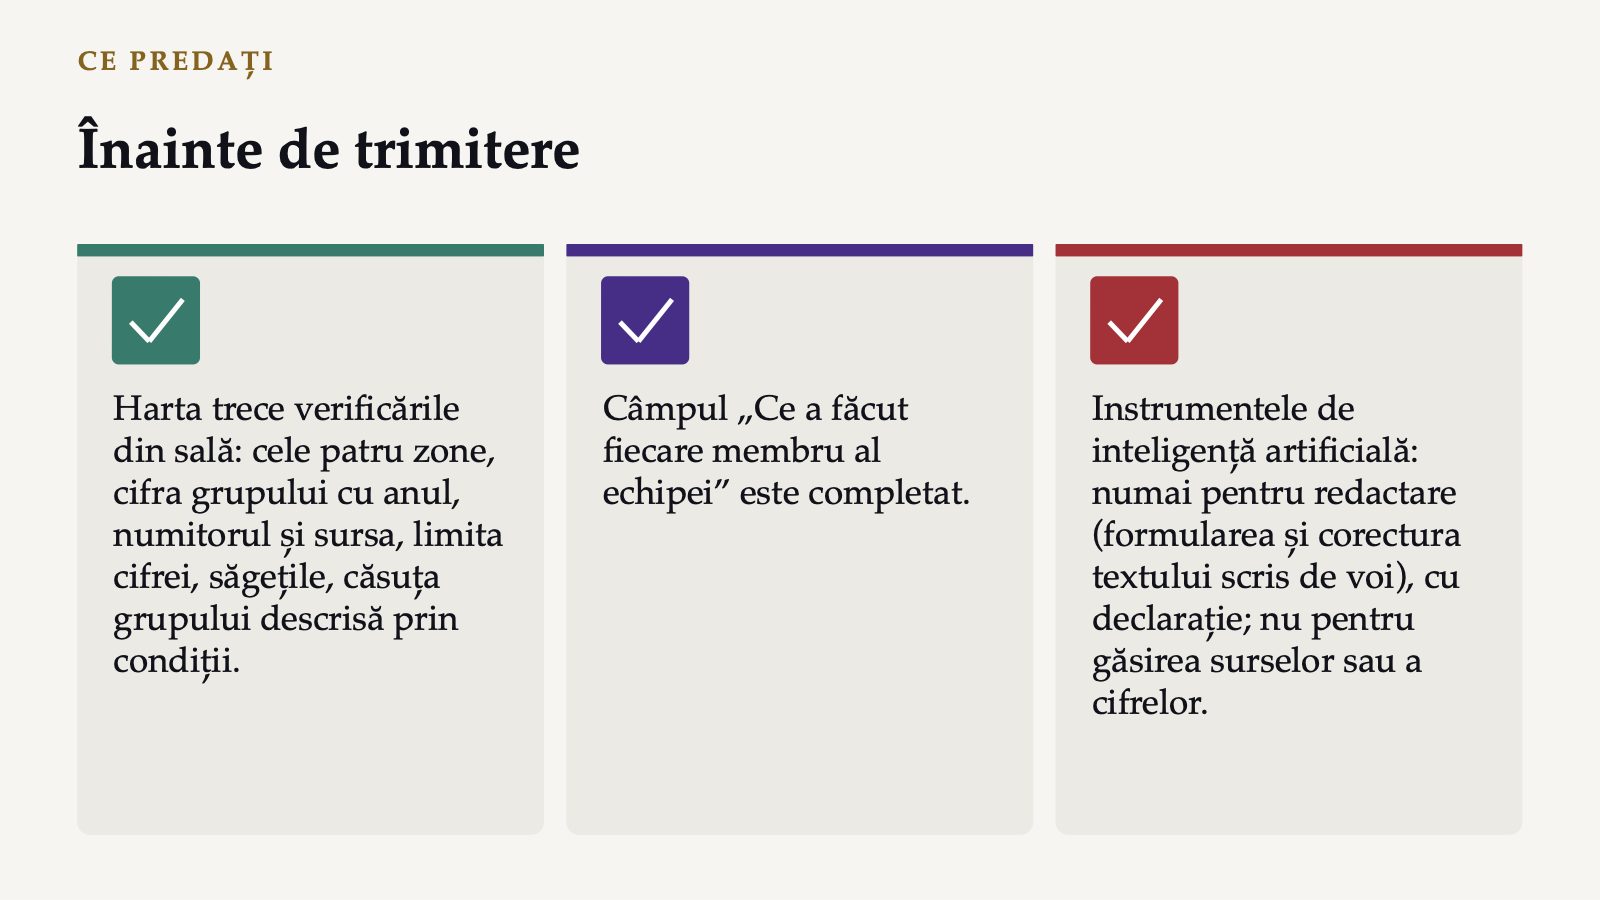 CE PREDAȚI
Înainte de trimitere
Harta trece verificările
din sală: cele patru zone,
cifra grupului cu anul,
numitorul și sursa, limita
cifrei, săgețile, căsuța
grupului descrisă prin
condiții.
Câmpul „Ce a făcut
fiecare membru al
echipei” este completat.
Instrumentele de
inteligență artificială:
numai pentru redactare
(formularea și corectura
textului scris de voi), cu
declarație; nu pentru
găsirea surselor sau a
cifrelor.